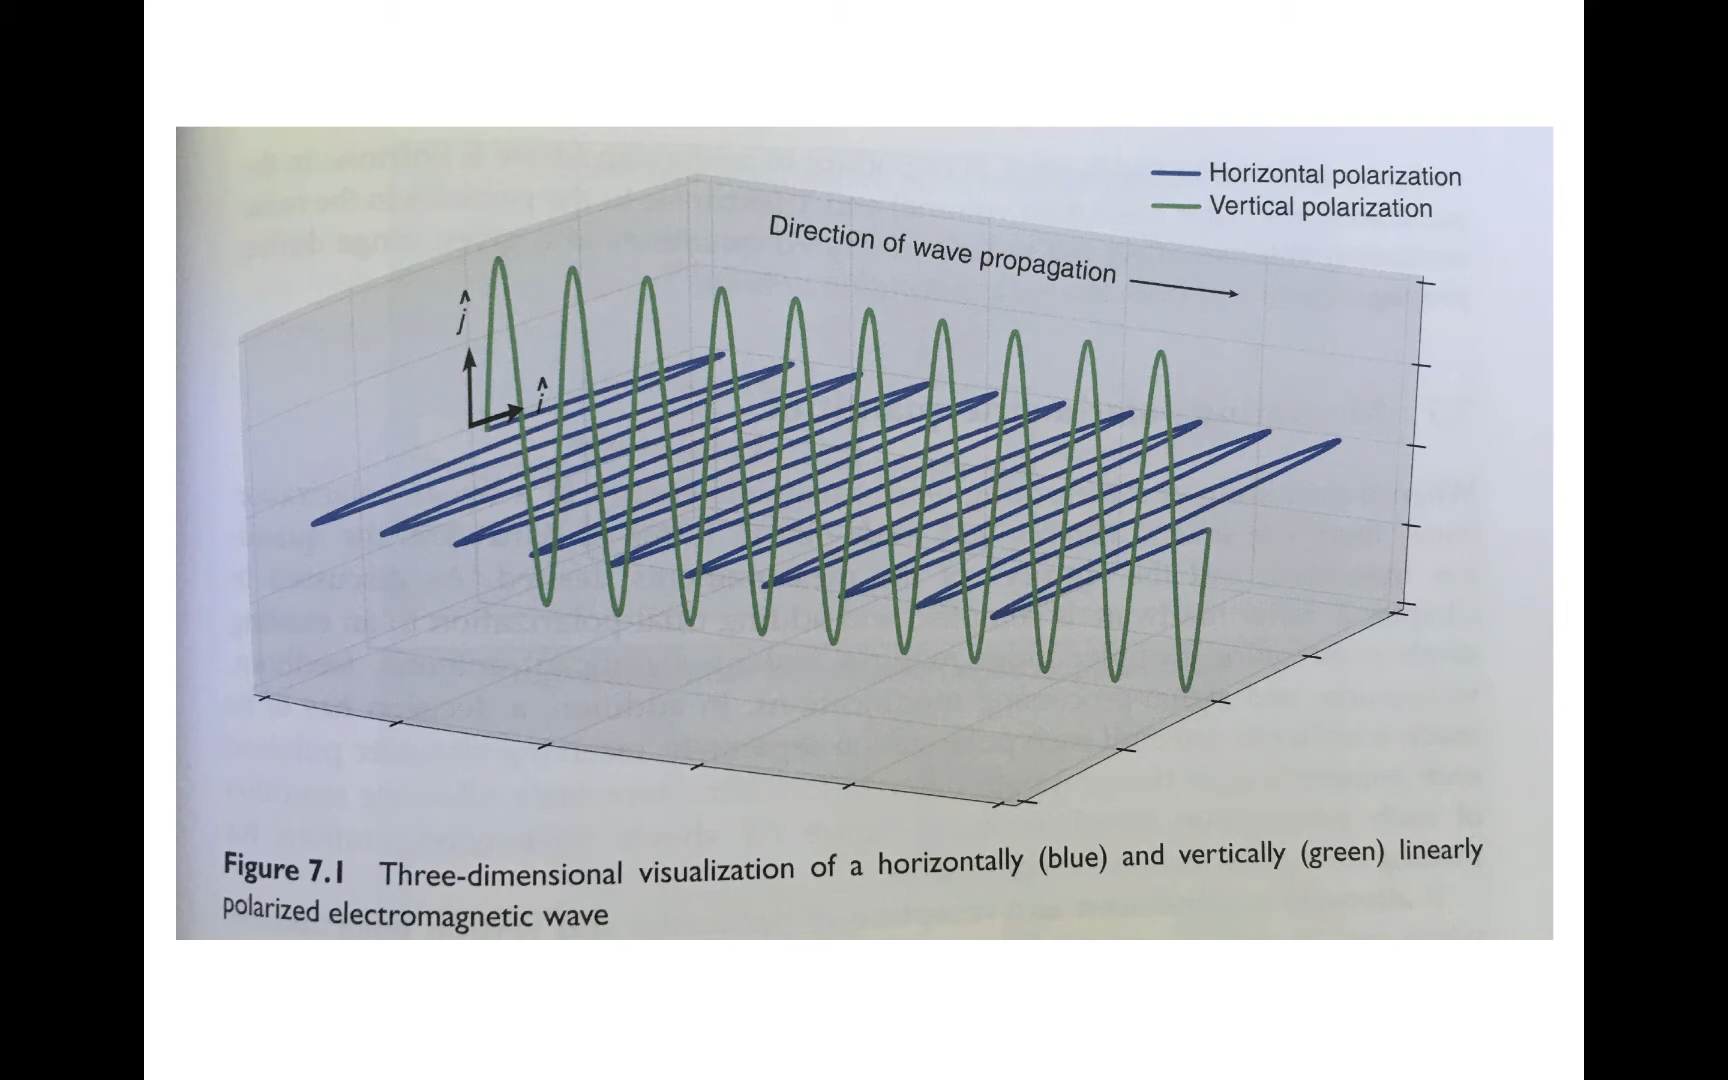 Horizontal polarization
Vertical polarization
Direction of wave propagation
ĵ
î
Figure 7.1 Three-dimensional visualization of a horizontally (blue) and vertically (green) linearly
polarized electromagnetic wave